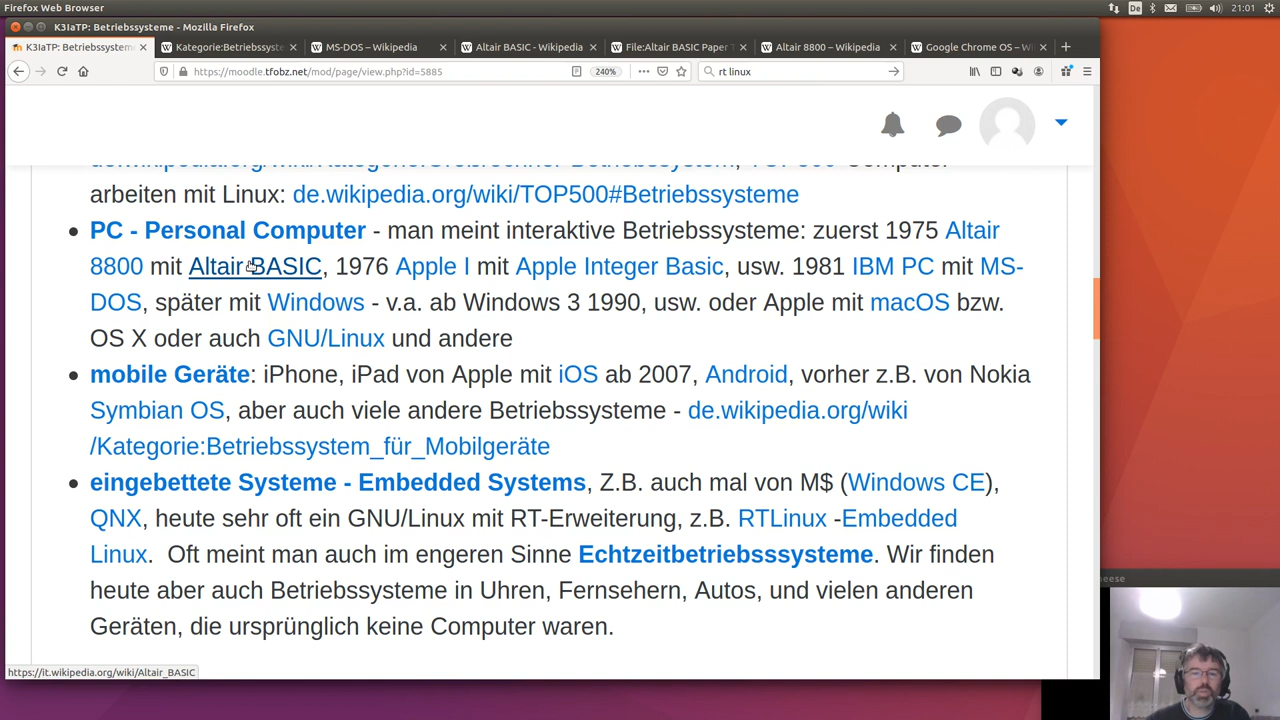 Firefox Web Browser
De
21:01
K3IaTP: Betriebssysteme - Mozilla Firefox
K3IaTP: Betriebssysteme
Kategorie:Betriebssyst
MS-DOS – Wikipedia
Altair BASIC - Wikipedia
File:Altair BASIC Paper T
Altair 8800 – Wikipedia
Google Chrome OS – Wi
https://moodle.tfobz.net/mod/page/view.php?id=5885
240%
rt linux
arbeiten mit Linux: de.wikipedia.org/wiki/TOP500#Betriebssysteme
PC - Personal Computer - man meint interaktive Betriebssysteme: zuerst 1975 Altair
8800 mit Altair BASIC, 1976 Apple I mit Apple Integer Basic, usw. 1981 IBM PC mit MS-
DOS, später mit Windows - v.a. ab Windows 3 1990, usw. oder Apple mit macOS bzw.
OS X oder auch GNU/Linux und andere
mobile Geräte: iPhone, iPad von Apple mit iOS ab 2007, Android, vorher z.B. von Nokia
Symbian OS, aber auch viele andere Betriebssysteme - de.wikipedia.org/wiki
/Kategorie:Betriebssystem_für_Mobilgeräte
eingebettete Systeme - Embedded Systems, Z.B. auch mal von M$ (Windows CE),
QNX, heute sehr oft ein GNU/Linux mit RT-Erweiterung, z.B. RTLinux -Embedded
Linux. Oft meint man auch im engeren Sinne Echtzeitbetriebsssysteme. Wir finden
heute aber auch Betriebssysteme in Uhren, Fernsehern, Autos, und vielen anderen
Geräten, die ursprünglich keine Computer waren.
https://it.wikipedia.org/wiki/Altair_BASIC